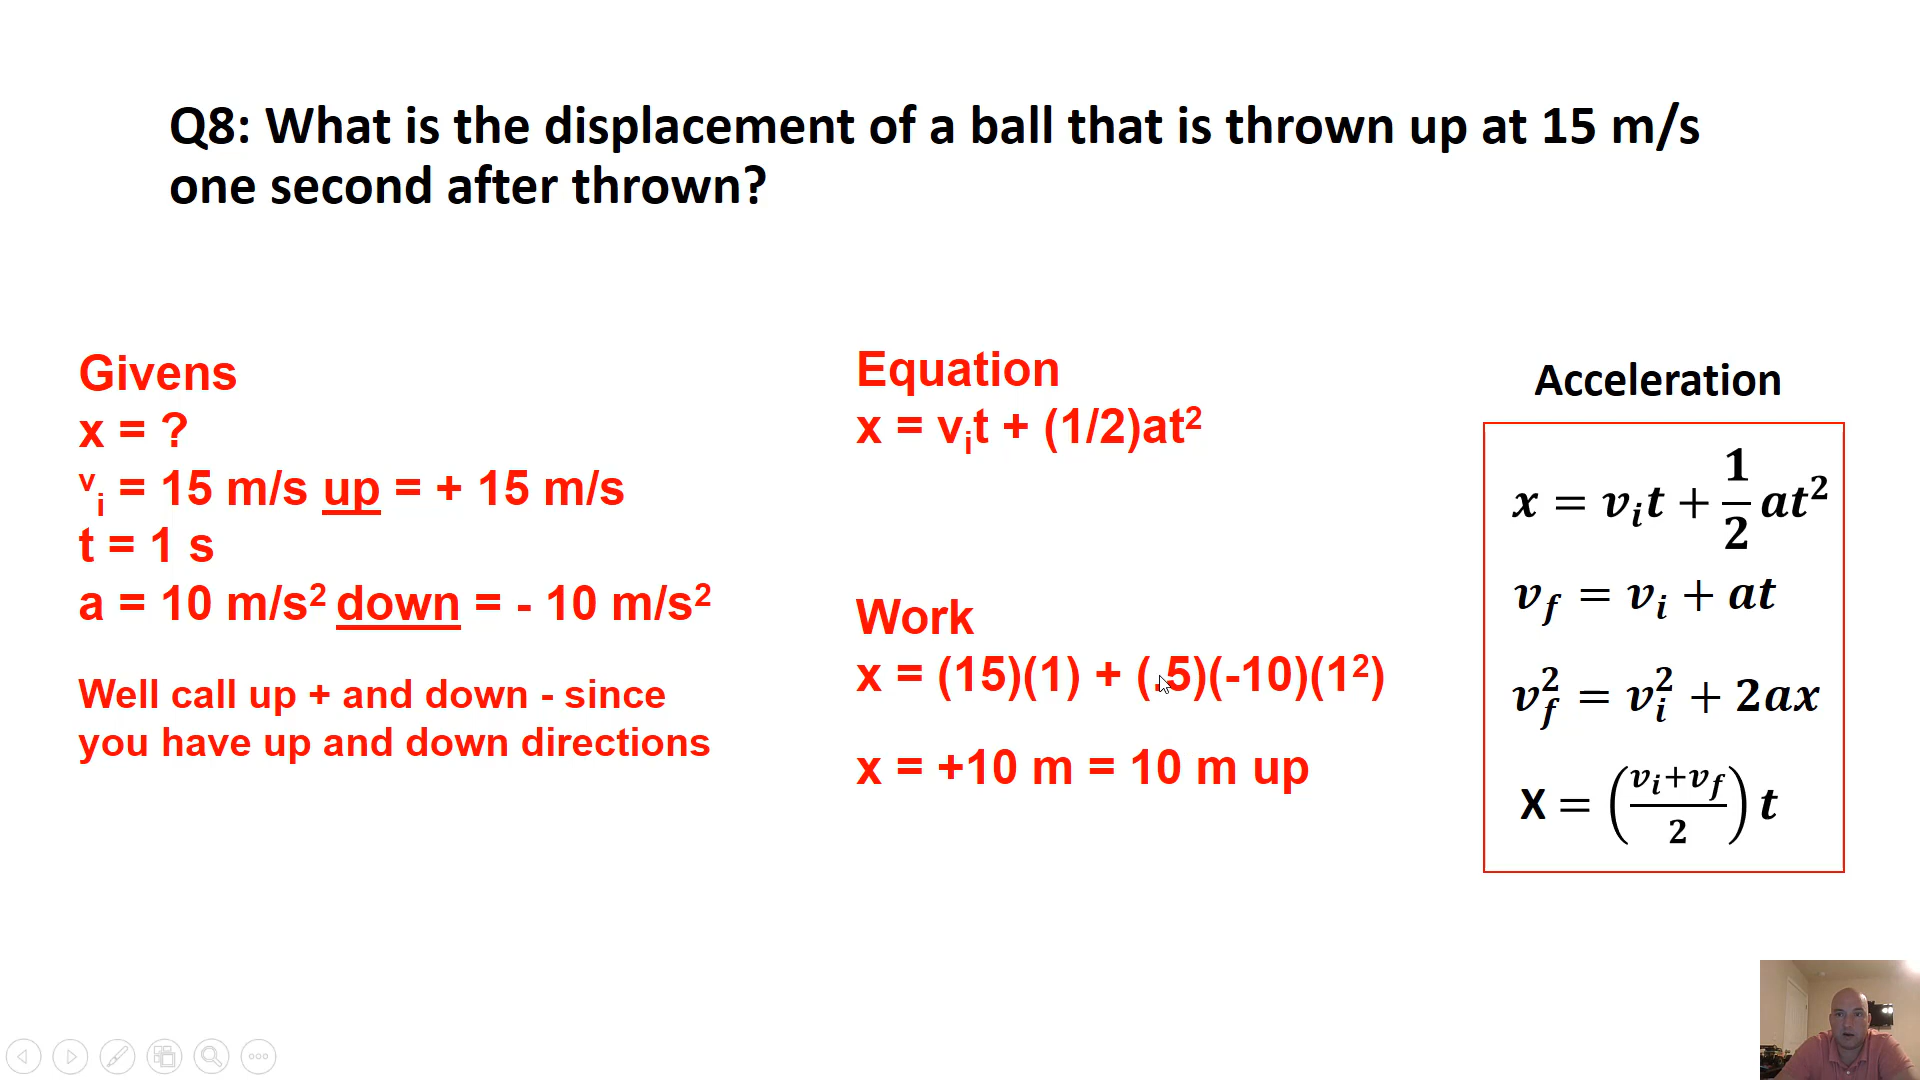 Q8: What is the displacement of a ball that is thrown up at 15 m/s
one second after thrown?
Givens
x = ?
vᵢ = 15 m/s up = + 15 m/s
t = 1 s
a = 10 m/s² down = - 10 m/s²
Well call up + and down - since
you have up and down directions
Equation
x = vᵢt + (1/2)at²
Work
x = (15)(1) + (.5)(-10)(1²)
x = +10 m = 10 m up
Acceleration
x = vᵢt + 1/2 at²
v_f = vᵢ + at
v_f² = vᵢ² + 2ax
X = ((vᵢ+v_f)/2) t